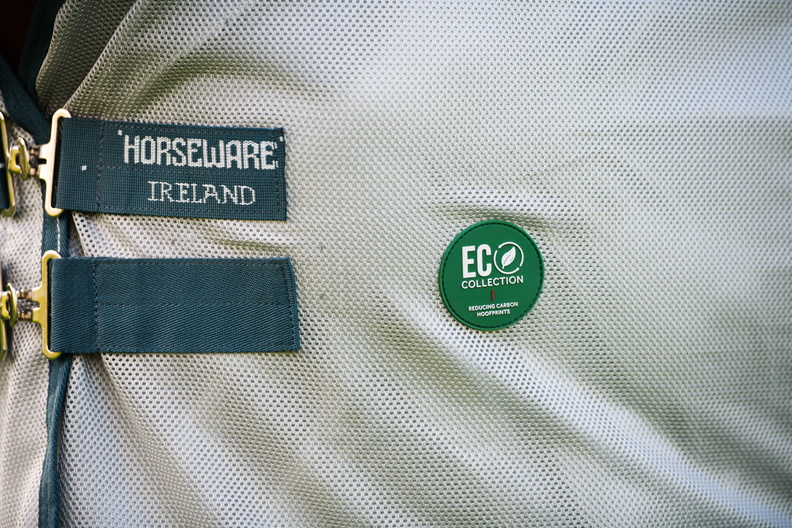 HORSEWARE
IRELAND
ECO
COLLECTION
REDUCING CARBON
HOOFPRINTS